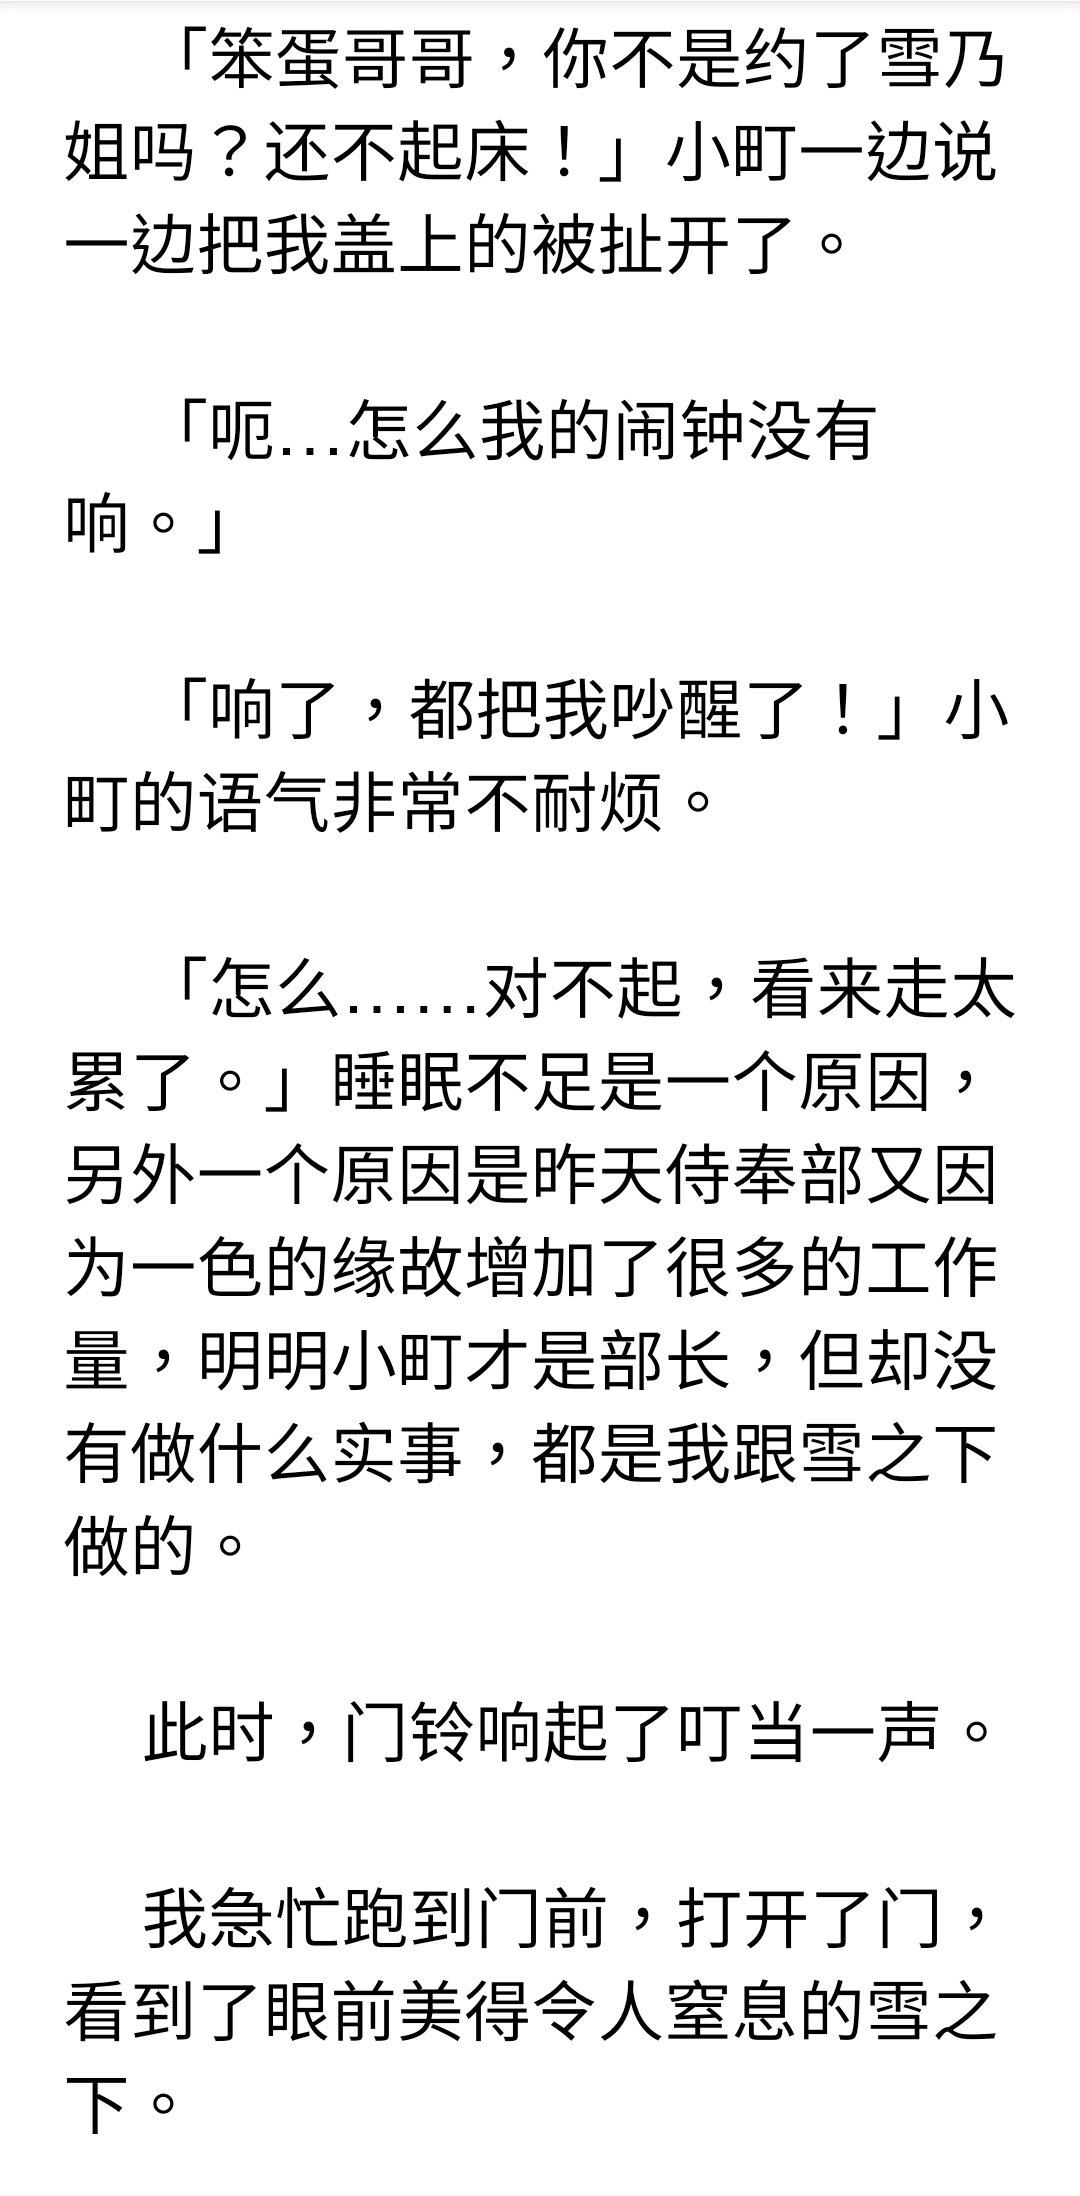 「笨蛋哥哥，你不是约了雪乃
姐吗？还不起床！」小町一边说
一边把我盖上的被扯开了。
「呃…怎么我的闹钟没有
响。」
「响了，都把我吵醒了！」小
町的语气非常不耐烦。
「怎么……对不起，看来走太
累了。」睡眠不足是一个原因，
另外一个原因是昨天侍奉部又因
为一色的缘故增加了很多的工作
量，明明小町才是部长，但却没
有做什么实事，都是我跟雪之下
做的。
此时，门铃响起了叮当一声。
我急忙跑到门前，打开了门，
看到了眼前美得令人窒息的雪之
下。